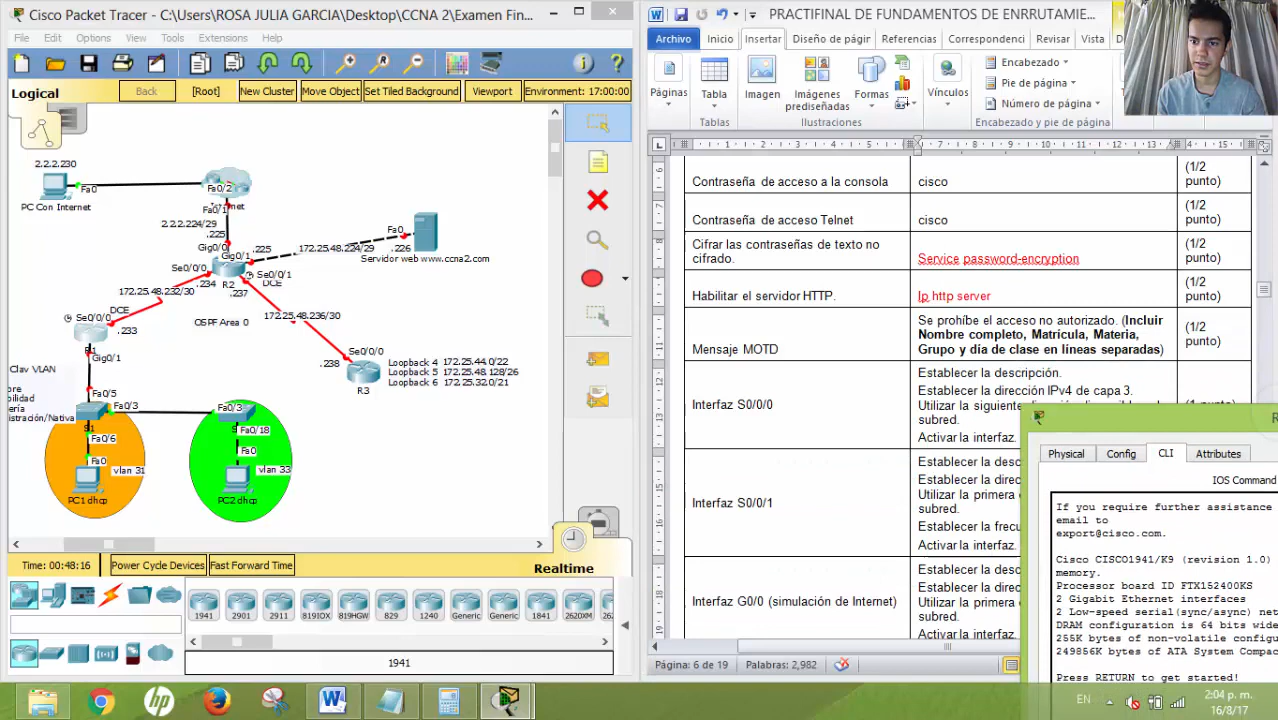 Cisco Packet Tracer - C:\Users\ROSA JULIA GARCIA\Desktop\CCNA 2\Examen Fin...
File Edit Options View Tools Extensions Help
Logical Back [Root] New Cluster Move Object Set Tiled Background Viewport Environment: 17:00:00
2.2.2.230
Fa0
PC Con Internet
Fa0/2
Fa0/1
2.2.2.224/29
.225
Gig0/0
Gig0/1
.225
172.25.48.224/29
Fa0
.226
Servidor web www.ccna2.com
Se0/0/0
.234
R2
Se0/0/1
DCE
.237
172.25.48.232/30
DCE
Se0/0/0
.233
OSPF Area 0
172.25.48.236/30
Gig0/1
Se0/0/0
.238
R3
Loopback 4 172.25.44.0/22
Loopback 5 172.25.48.128/26
Loopback 6 172.25.32.0/21
Clav VLAN
Fa0/5
Fa0/3
Fa0/3
Fa0/6
Fa0/18
Fa0
Fa0
vlan 31
vlan 33
PC1 dhcp
PC2 dhcp
Time: 00:48:16 Power Cycle Devices Fast Forward Time
Realtime
1941 2901 2911 819IOX 819HGW 829 1240 Generic Generic 1841 2620XM
1941
PRACTIFINAL DE FUNDAMENTOS DE ENRRUTAMIE...
Archivo Inicio Insertar Diseño de págir Referencias Correspondenci Revisar Vista
Páginas
Tabla
Tablas
Imagen
Imágenes prediseñadas
Formas
Ilustraciones
Vínculos
Encabezado
Pie de página
Número de página
Encabezado y pie de página
Contraseña de acceso a la consola cisco (1/2 punto)
Contraseña de acceso Telnet cisco (1/2 punto)
Cifrar las contraseñas de texto no cifrado. Service password-encryption (1/2 punto)
Habilitar el servidor HTTP. Ip http server (1/2 punto)
Mensaje MOTD
Se prohíbe el acceso no autorizado. (Incluir
Nombre completo, Matrícula, Materia,
Grupo y día de clase en líneas separadas)
(1/2 punto)
Interfaz S0/0/0
Establecer la descripción.
Establecer la dirección IPv4 de capa 3.
Utilizar la siguiente
subred.
Activar la interfaz.
Interfaz S0/0/1
Establecer la
Establecer la
Utilizar la primera
subred.
Establecer la
Activar la interfaz.
Interfaz G0/0 (simulación de Internet)
Establecer la
Establecer la
Utilizar la primera
subred.
Activar la interfaz.
Physical Config CLI Attributes
IOS Command
If you require further assistance
email to
export@cisco.com.
Cisco CISCO1941/K9 (revision 1.0)
memory.
Processor board ID FTX152400KS
2 Gigabit Ethernet interfaces
2 Low-speed serial(sync/async)
DRAM configuration is 64 bits wide
255K bytes of non-volatile
249856K bytes of ATA System
Press RETURN to get started!
Página: 6 de 19 Palabras: 2,982
EN
2:04 p. m.
16/8/17